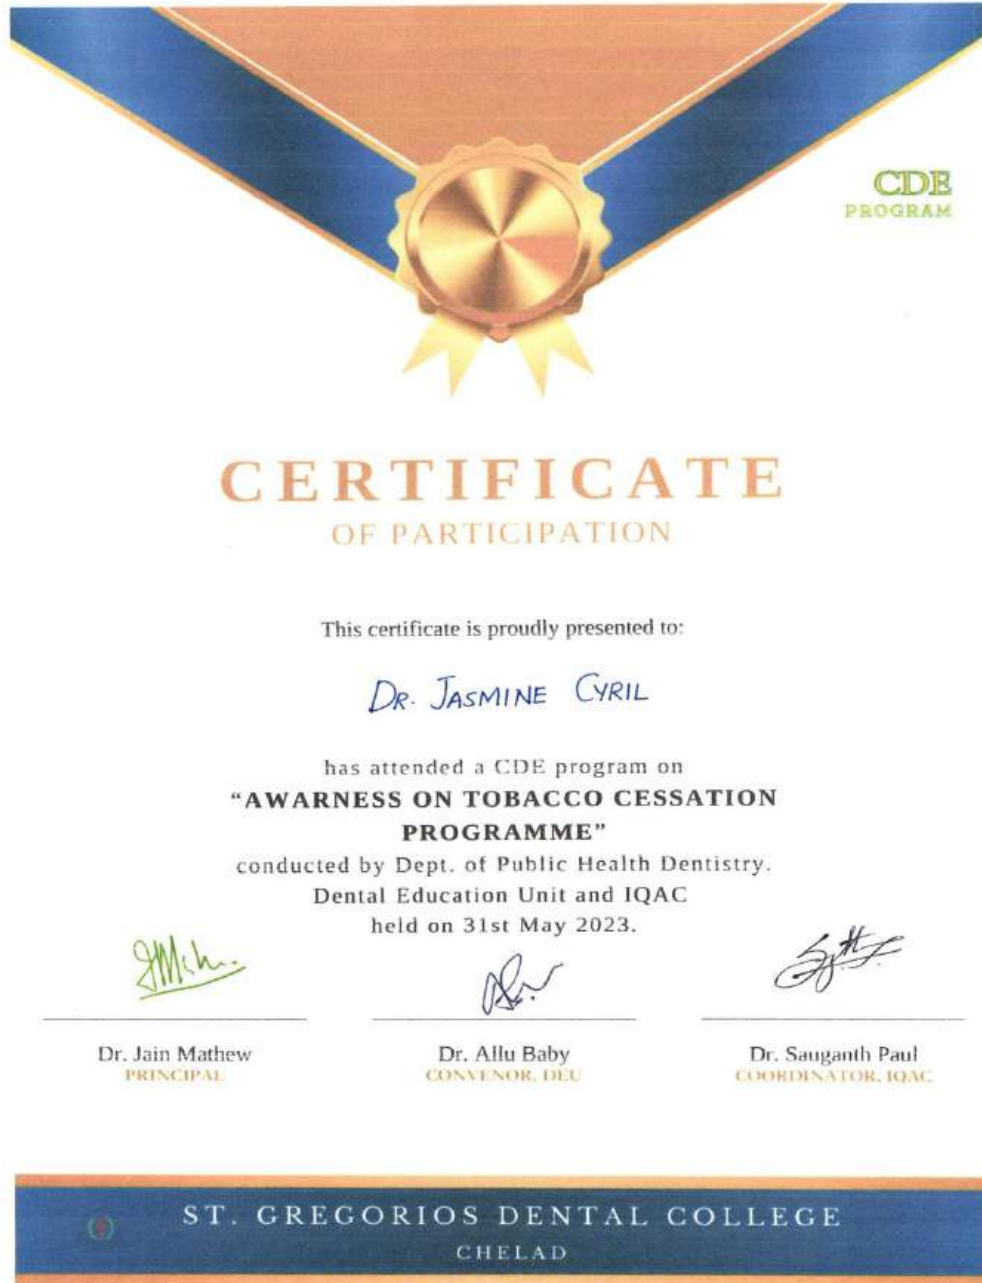 CDE
PROGRAM
CERTIFICATE
OF PARTICIPATION
This certificate is proudly presented to:
DR. JASMINE CYRIL
has attended a CDE program on
“AWARNESS ON TOBACCO CESSATION
PROGRAMME”
conducted by Dept. of Public Health Dentistry.
Dental Education Unit and IQAC
held on 31st May 2023.
Dr. Jain Mathew
PRINCIPAL
Dr. Allu Baby
CONVENOR, DEU
Dr. Sauganth Paul
COORDINATOR, IQAC
ST. GREGORIOS DENTAL COLLEGE
CHELAD